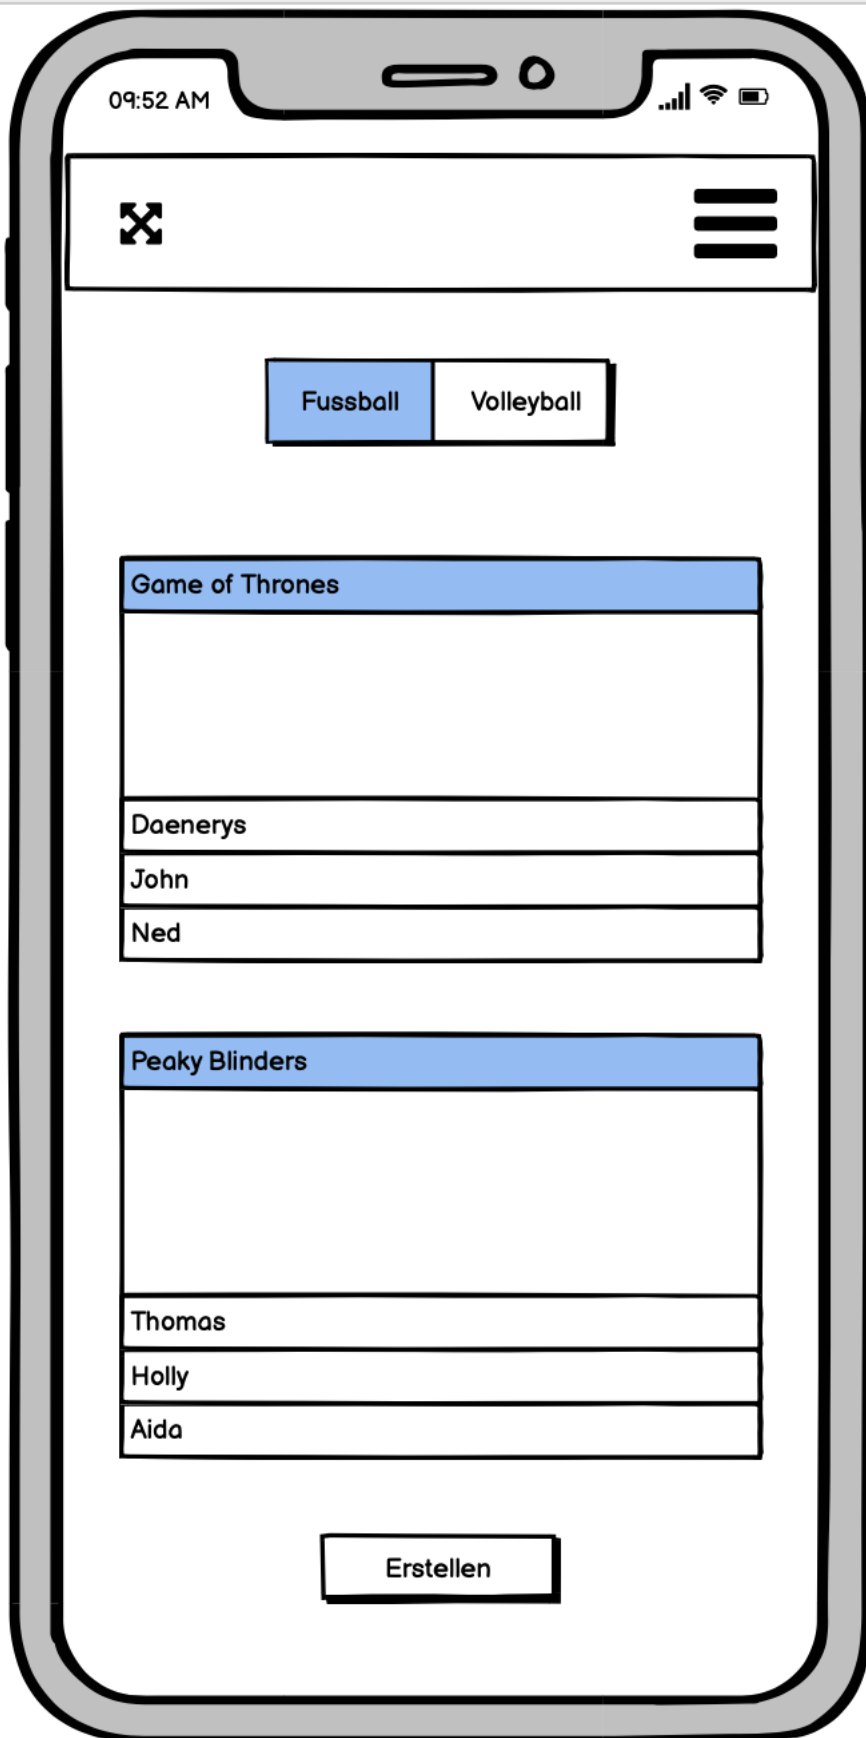 09:52 AM
Fussball
Volleyball
Game of Thrones
Daenerys
John
Ned
Peaky Blinders
Thomas
Holly
Aida
Erstellen